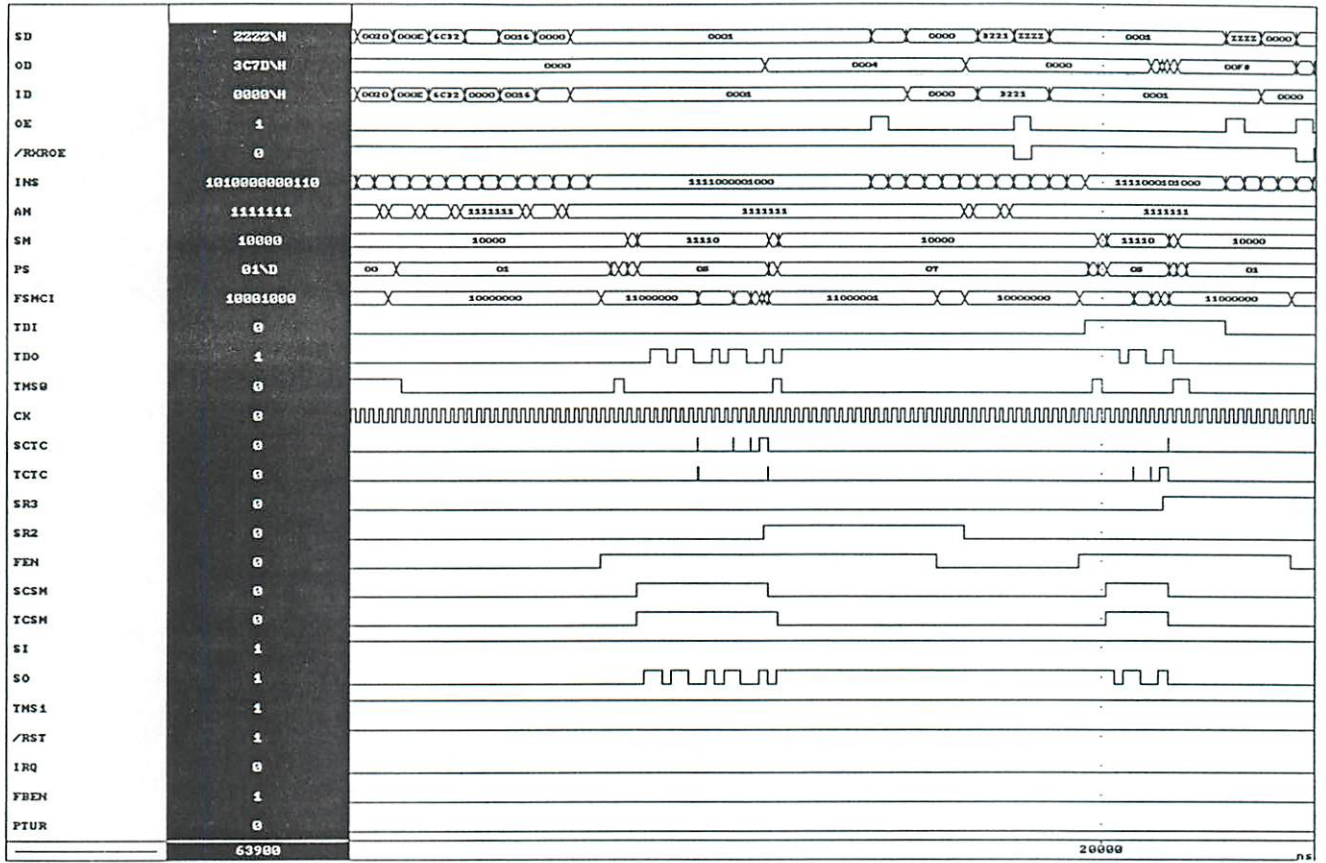 SD ZZZZ\H 0020 000E 6C32 0016 0000 0001 0000 3221 ZZZZ 0001 ZZZZ 0000
OD 3C7D\H 0000 0004 0000 00F8
ID 0000\H 0020 000E 6C32 0000 0016 0001 0000 3221 0001 0000
OE 1
/RXROE 0
INS 1010000000110 1111000001000 1111000101000
AM 1111111 1111111 1111111 1111111
SM 10000 10000 11110 10000 11110 10000
PS 01\D 00 01 07 01
FSMCI 10001000 10000000 11000000 11000001 10000000 11000000
TDI 0
TDO 1
TMS0 0
CK 0
SCTC 0
TCTC 0
SR3 0
SR2 0
FEN 0
SCSM 0
TCSM 0
SI 1
SO 1
TMS1 1
/RST 1
IRQ 0
FBEN 1
PTUR 0
63900 20000 ns